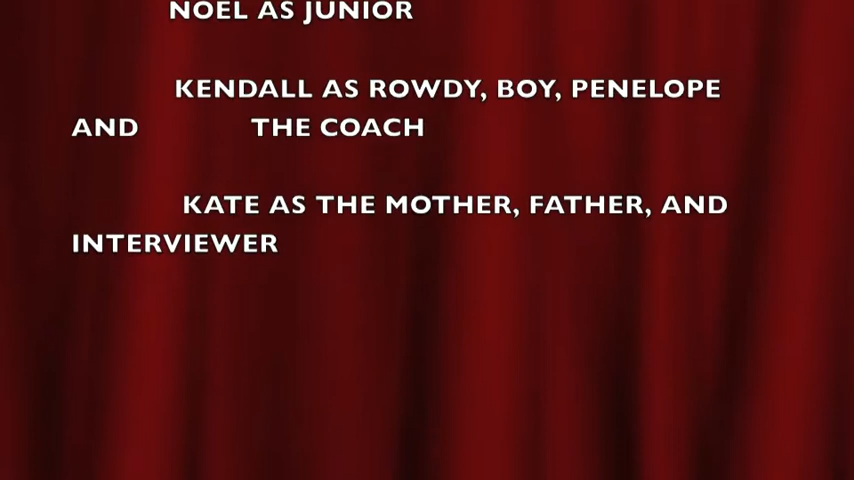 NOEL AS JUNIOR
KENDALL AS ROWDY, BOY, PENELOPE
AND THE COACH
KATE AS THE MOTHER, FATHER, AND
INTERVIEWER